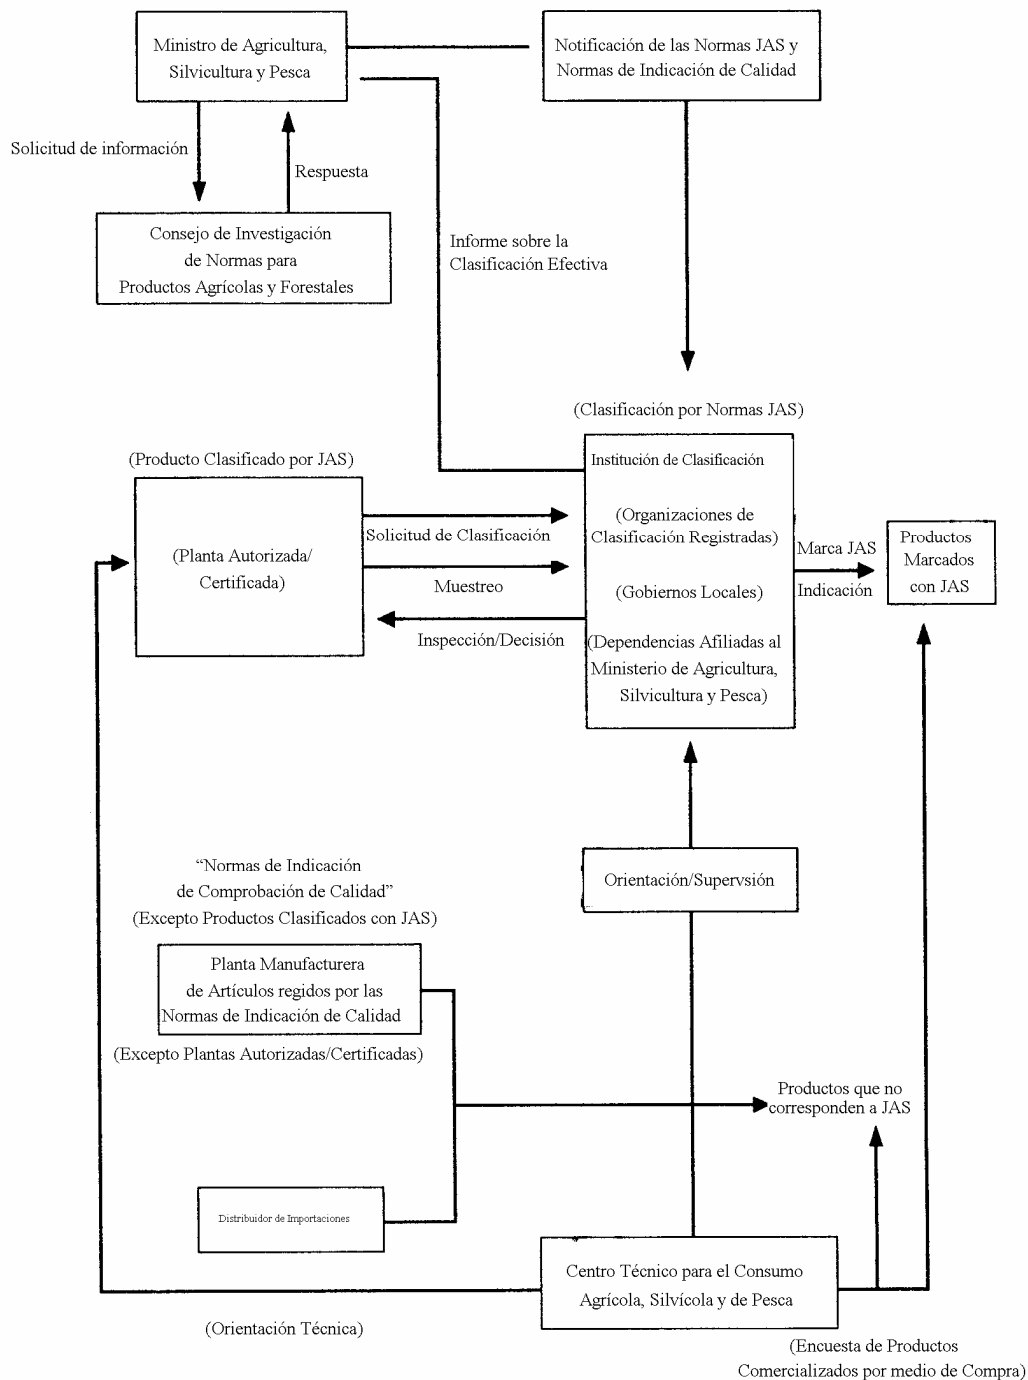 Ministro de Agricultura,
Silvicultura y Pesca
Notificación de las Normas JAS y
Normas de Indicación de Calidad
Solicitud de información
Respuesta
Consejo de Investigación
de Normas para
Productos Agrícolas y Forestales
Informe sobre la
Clasificación Efectiva
(Clasificación por Normas JAS)
(Producto Clasificado por JAS)
Institución de Clasificación
(Organizaciones de
Clasificación Registradas)
(Gobiernos Locales)
(Dependencias Afiliadas al
Ministerio de Agricultura,
Silvicultura y Pesca)
(Planta Autorizada/
Certificada)
Solicitud de Clasificación
Muestreo
Inspección/Decisión
Marca JAS
Indicación
Productos
Marcados
con JAS
Orientación/Supervsión
“Normas de Indicación
de Comprobación de Calidad”
(Excepto Productos Clasificados con JAS)
Planta Manufacturera
de Artículos regidos por las
Normas de Indicación de Calidad
(Excepto Plantas Autorizadas/Certificadas)
Productos que no
corresponden a JAS
Distribuidor de Importaciones
Centro Técnico para el Consumo
Agrícola, Silvícola y de Pesca
(Orientación Técnica)
(Encuesta de Productos
Comercializados por medio de Compra)